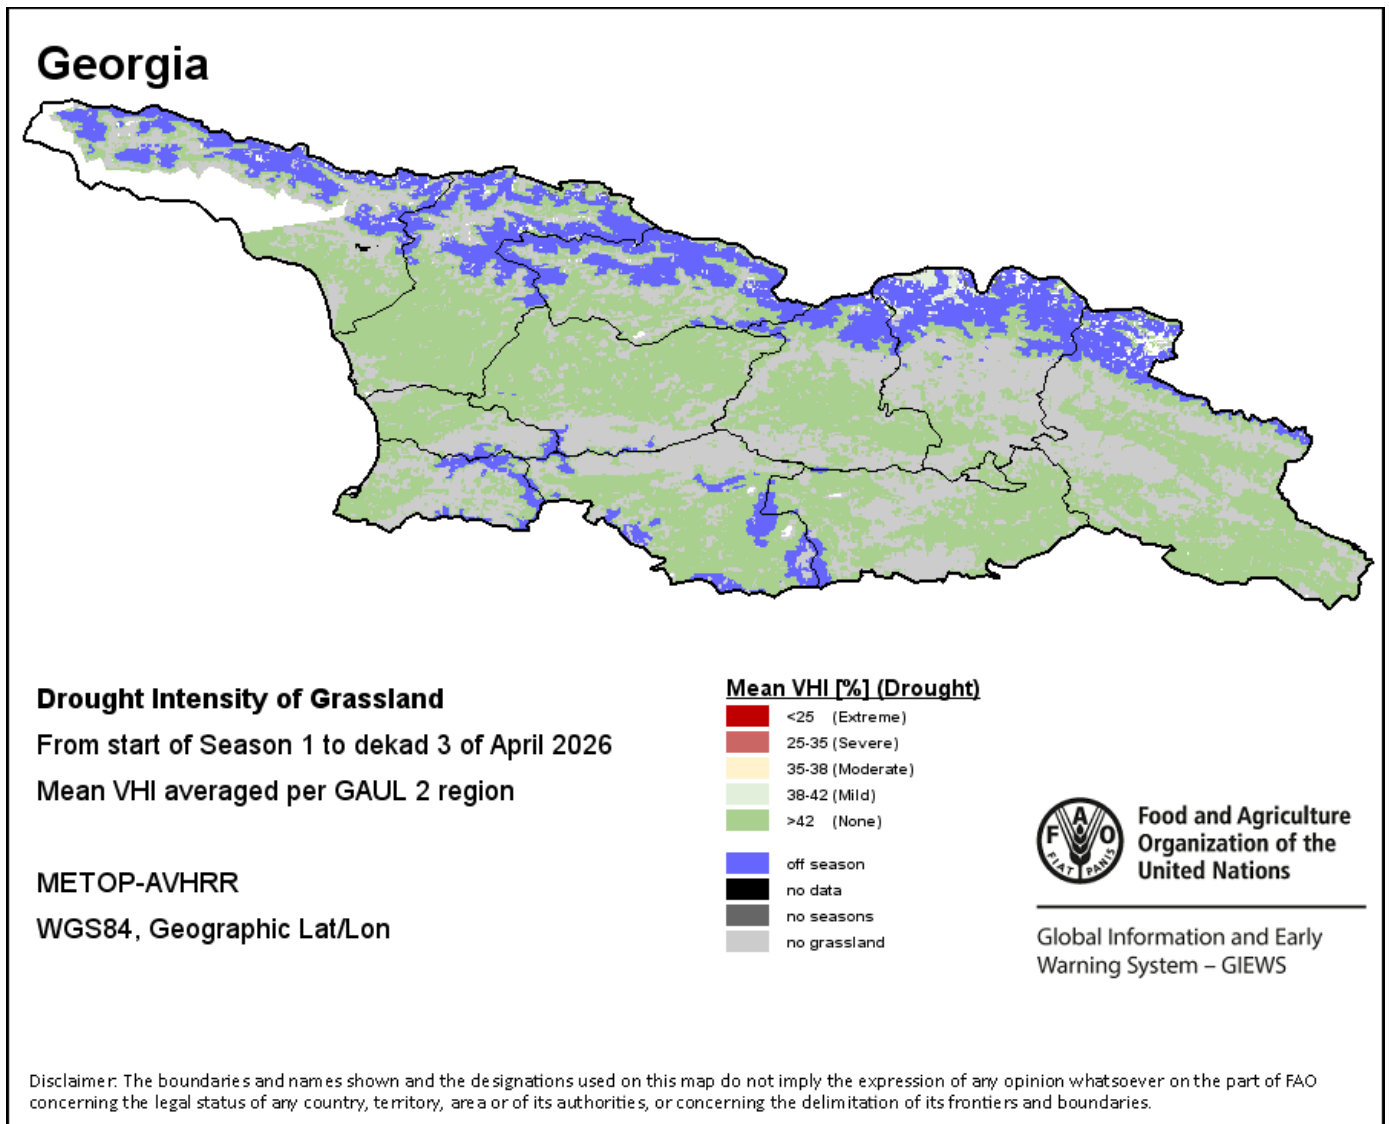 Georgia
Drought Intensity of Grassland
From start of Season 1 to dekad 3 of April 2026
Mean VHI averaged per GAUL 2 region
METOP-AVHRR
WGS84, Geographic Lat/Lon
Mean VHI [%] (Drought)
<25 (Extreme)
25-35 (Severe)
35-38 (Moderate)
38-42 (Mild)
>42 (None)
off season
no data
no seasons
no grassland
F A O
FIAT PANIS
Food and Agriculture
Organization of the
United Nations
Global Information and Early
Warning System – GIEWS
Disclaimer: The boundaries and names shown and the designations used on this map do not imply the expression of any opinion whatsoever on the part of FAO
concerning the legal status of any country, territory, area or of its authorities, or concerning the delimitation of its frontiers and boundaries.